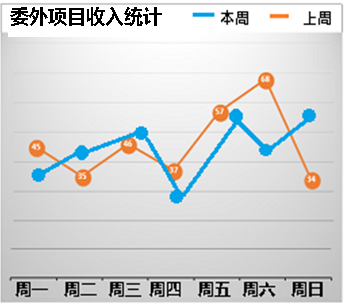 委外项目收入统计 本周 上周
68
57
45 46
35 37 34
周一 周二 周三 周四 周五 周六 周日